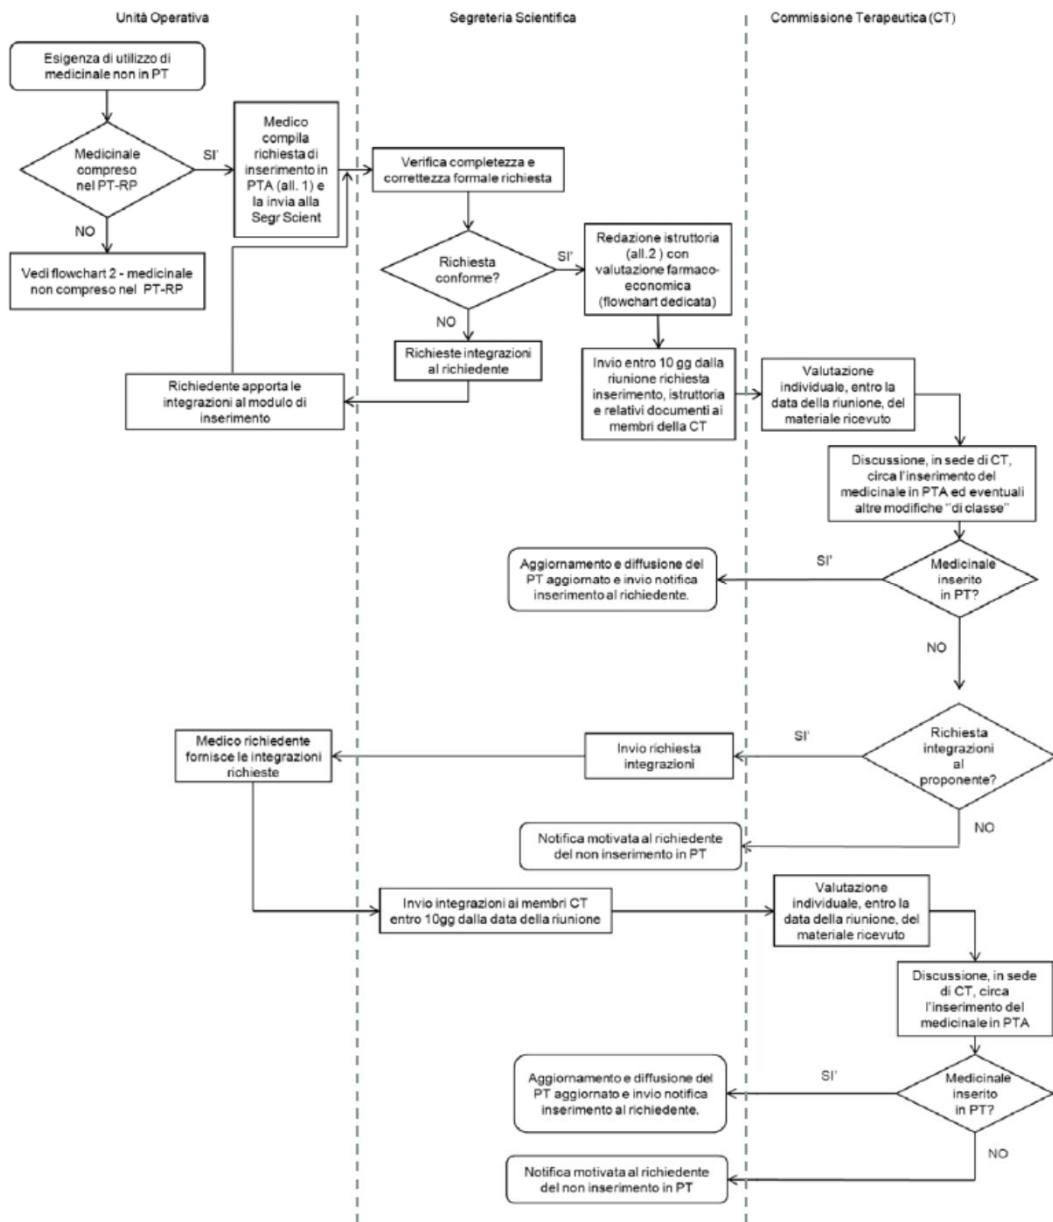 Unità Operativa
Segreteria Scientifica
Commissione Terapeutica (CT)
Esigenza di utilizzo di
medicinale non in PT
Medicinale
compreso
nel PT-RP
SI'
NO
Medico
compila
richiesta di
inserimento in
PTA (all. 1) e
la invia alla
Segr Scient
Verifica completezza e
correttezza formale richiesta
Vedi flowchart 2 - medicinale
non compreso nel PT-RP
Richiesta
conforme?
SI'
NO
Redazione istruttoria
(all.2 ) con
valutazione farmaco-
economica
(flowchart dedicata)
Richieste integrazioni
al richiedente
Richiedente apporta le
integrazioni al modulo di
inserimento
Invio entro 10 gg dalla
riunione richiesta
inserimento, istruttoria
e relativi documenti ai
membri della CT
Valutazione
individuale, entro la
data della riunione, del
materiale ricevuto
Discussione, in sede di CT,
circa l'inserimento del
medicinale in PTA ed eventuali
altre modifiche "di classe"
Medicinale
inserito
in PT?
SI'
NO
Aggiornamento e diffusione del
PT aggiornato e invio notifica
inserimento al richiedente.
Richiesta
integrazioni
al
proponente?
SI'
NO
Invio richiesta
integrazioni
Medico richiedente
fornisce le integrazioni
richieste
Notifica motivata al richiedente
del non inserimento in PT
Invio integrazioni ai membri CT
entro 10gg dalla data della riunione
Valutazione
individuale, entro la
data della riunione, del
materiale ricevuto
Discussione, in sede
di CT, circa
l'inserimento del
medicinale in PTA
Medicinale
inserito
in PT?
SI'
NO
Aggiornamento e diffusione del
PT aggiornato e invio notifica
inserimento al richiedente.
Notifica motivata al richiedente
del non inserimento in PT